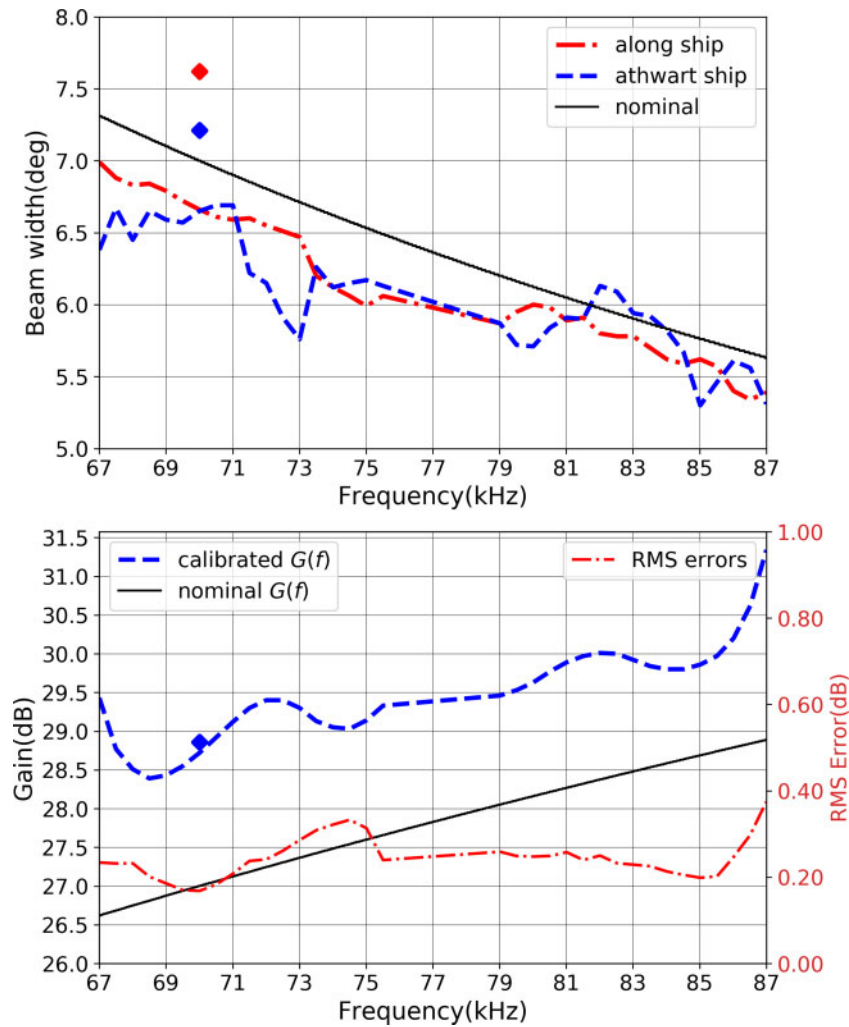 8.0
7.5
7.0
6.5
6.0
5.5
5.0
Beam width(deg)
along ship
athwart ship
nominal
67 69 71 73 75 77 79 81 83 85 87
Frequency(kHz)
31.5
31.0
30.5
30.0
29.5
29.0
28.5
28.0
27.5
27.0
26.5
26.0
Gain(dB)
calibrated G(f)
nominal G(f)
RMS errors
1.00
0.80
0.60
0.40
0.20
0.00
RMS Error(dB)
67 69 71 73 75 77 79 81 83 85 87
Frequency(kHz)